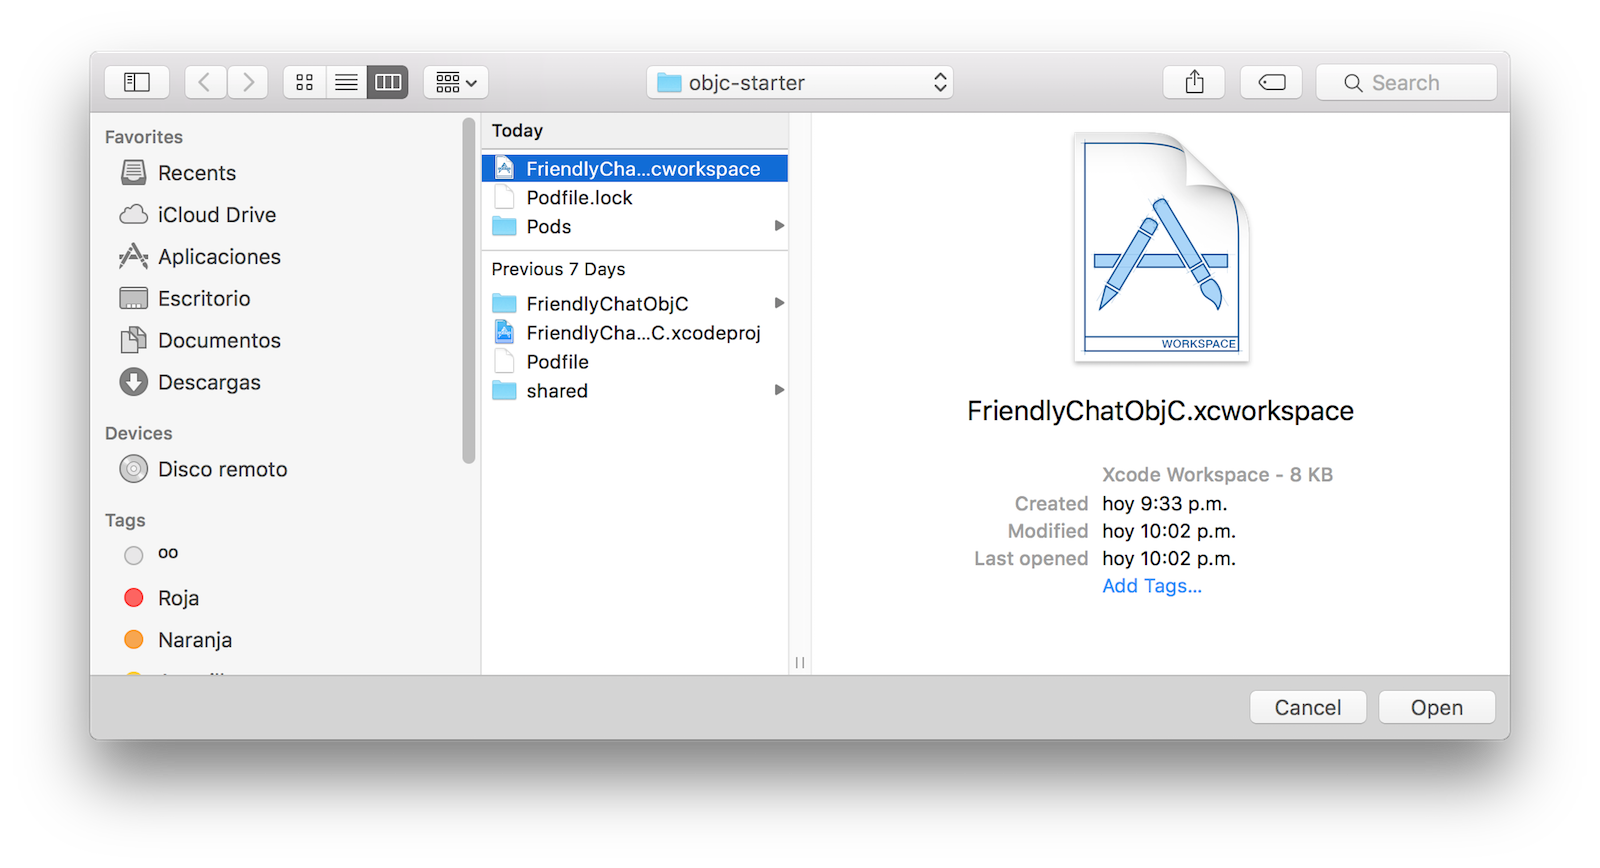 objc-starter
Search
Favorites
Recents
iCloud Drive
Aplicaciones
Escritorio
Documentos
Descargas
Devices
Disco remoto
Tags
oo
Roja
Naranja
Today
FriendlyCha...cworkspace
Podfile.lock
Pods
Previous 7 Days
FriendlyChatObjC
FriendlyCha...C.xcodeproj
Podfile
shared
WORKSPACE
FriendlyChatObjC.xcworkspace
Xcode Workspace - 8 KB
Created hoy 9:33 p.m.
Modified hoy 10:02 p.m.
Last opened hoy 10:02 p.m.
Add Tags...
Cancel
Open